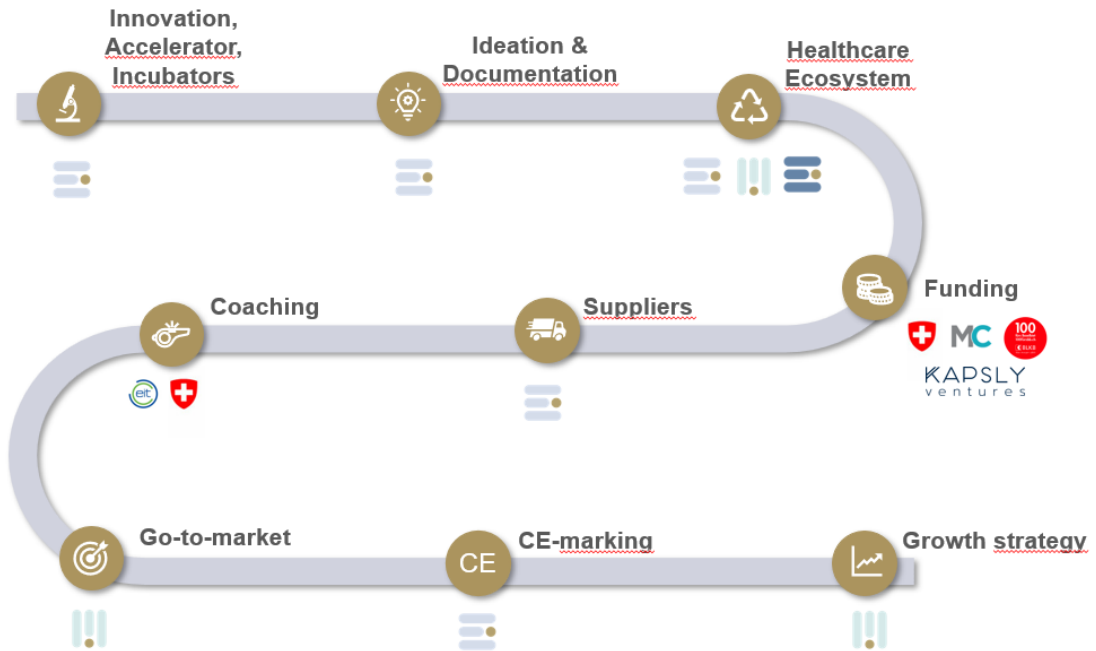 Innovation,
Accelerator,
Incubators
Ideation &
Documentation
Healthcare
Ecosystem
Funding
MC
100
KAPSLY
ventures
Suppliers
Coaching
eit
Go-to-market
CE
CE-marking
Growth strategy